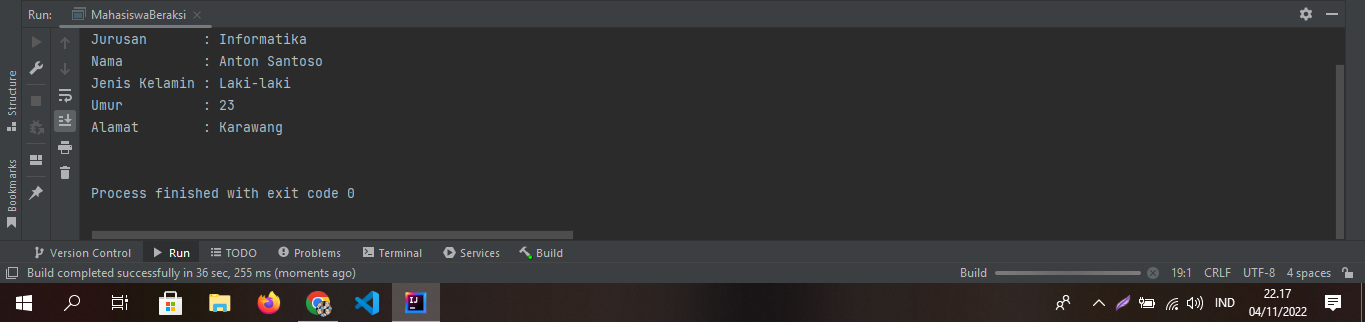 Run: MahasiswaBeraksi
Jurusan : Informatika
Nama : Anton Santoso
Jenis Kelamin : Laki-laki
Umur : 23
Alamat : Karawang
Process finished with exit code 0
Structure
Bookmarks
Version Control Run TODO Problems Terminal Services Build
Build completed successfully in 36 sec, 255 ms (moments ago) Build 19:1 CRLF UTF-8 4 spaces
IJ IND 22.17
04/11/2022